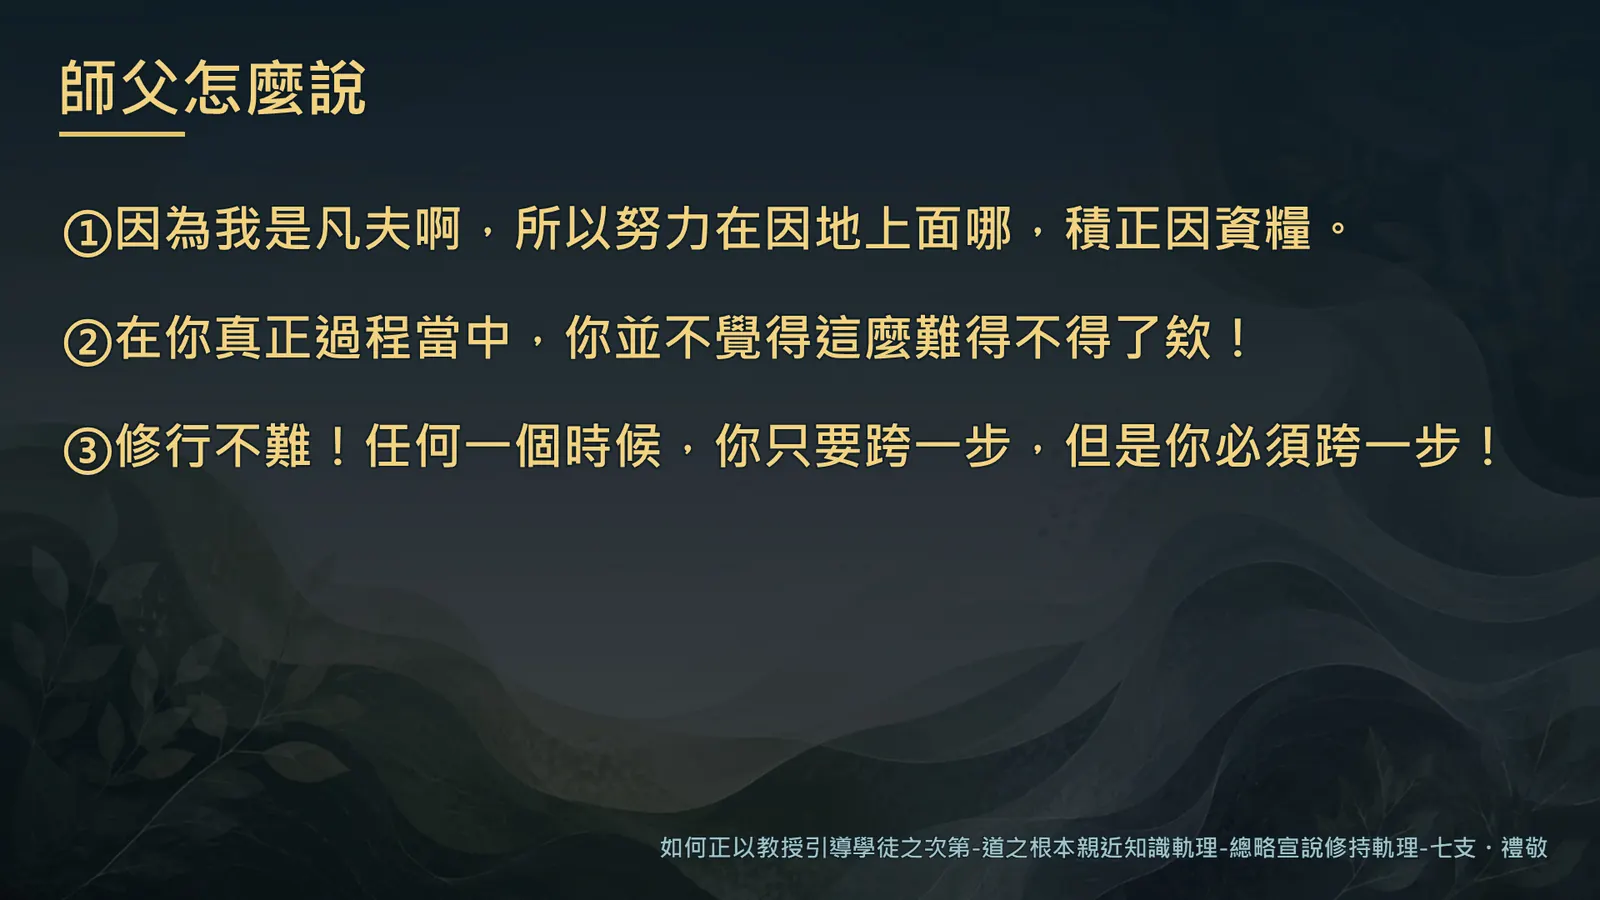 師父怎麼說
①因為我是凡夫啊，所以努力在因地上面哪，積正因資糧。
②在你真正過程當中，你並不覺得這麼難得不得了欸！
③修行不難！任何一個時候，你只要跨一步，但是你必須跨一步！
如何正以教授引導學徒之次第-道之根本親近知識軌理-總略宣說修持軌理-七支．禮敬